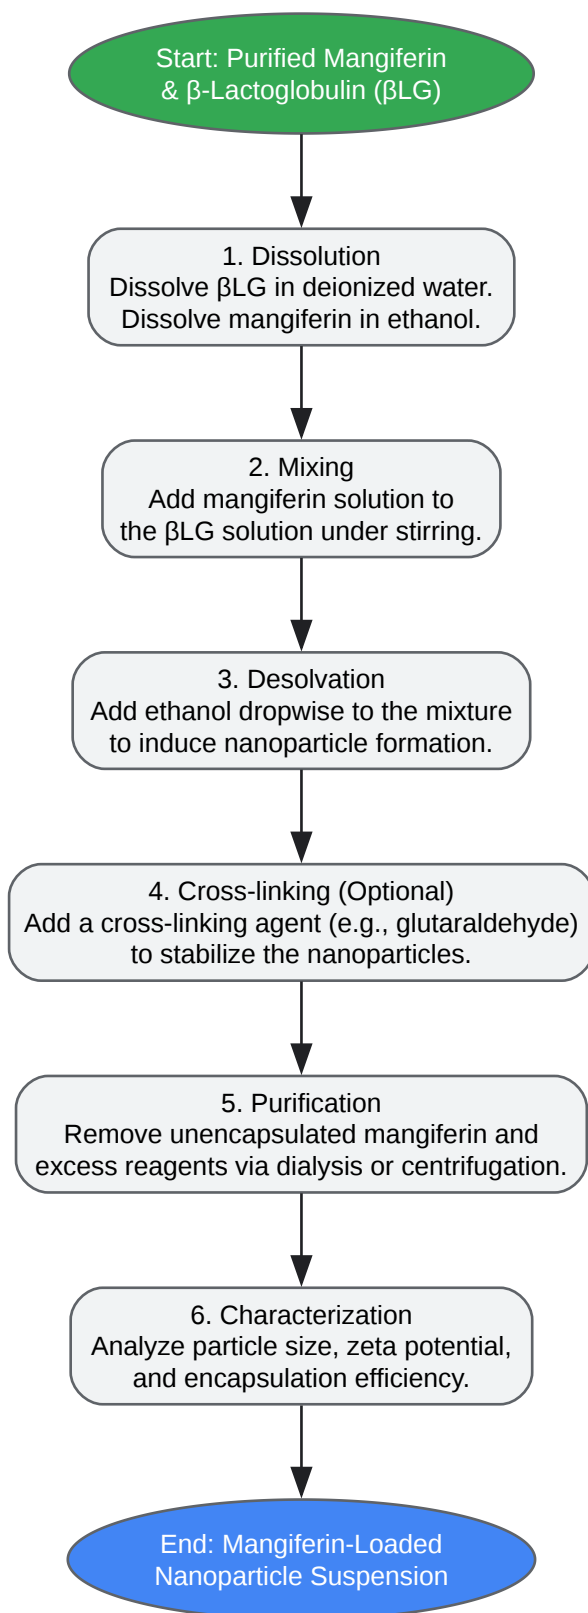 Start: Purified Mangiferin
& β-Lactoglobulin (βLG)
1. Dissolution
Dissolve βLG in deionized water.
Dissolve mangiferin in ethanol.
2. Mixing
Add mangiferin solution to
the βLG solution under stirring.
3. Desolvation
Add ethanol dropwise to the mixture
to induce nanoparticle formation.
4. Cross-linking (Optional)
Add a cross-linking agent (e.g., glutaraldehyde)
to stabilize the nanoparticles.
5. Purification
Remove unencapsulated mangiferin and
excess reagents via dialysis or centrifugation.
6. Characterization
Analyze particle size, zeta potential,
and encapsulation efficiency.
End: Mangiferin-Loaded
Nanoparticle Suspension